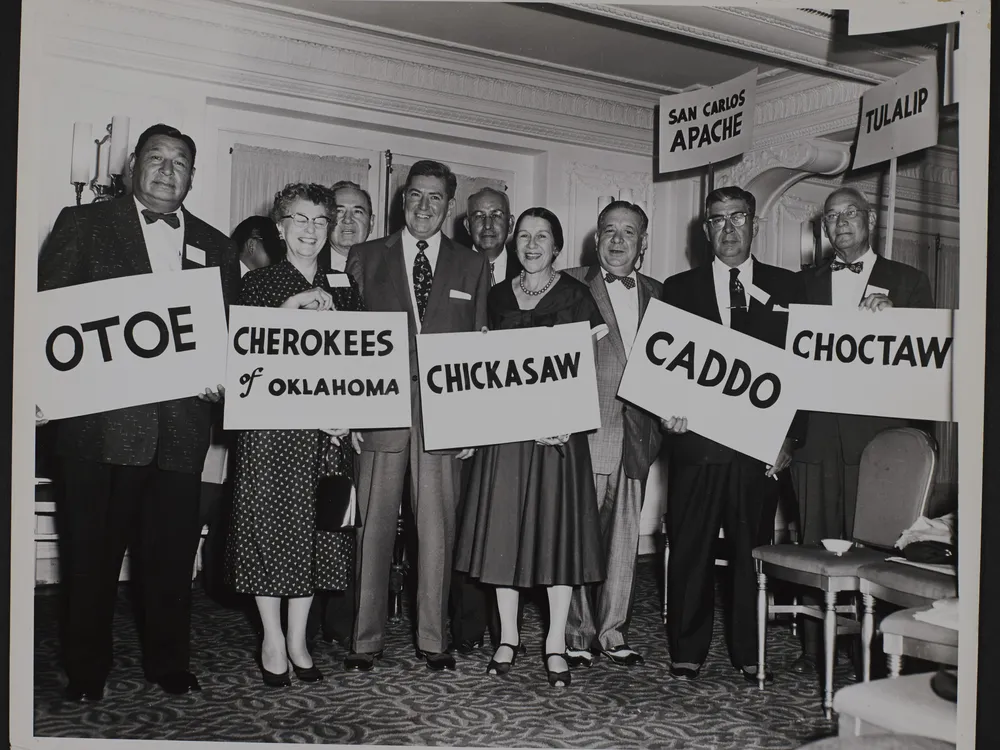 SAN CARLOS
APACHE
TULALIP
OTOE
CHEROKEES
of OKLAHOMA
CHICKASAW
CADDO
CHOCTAW